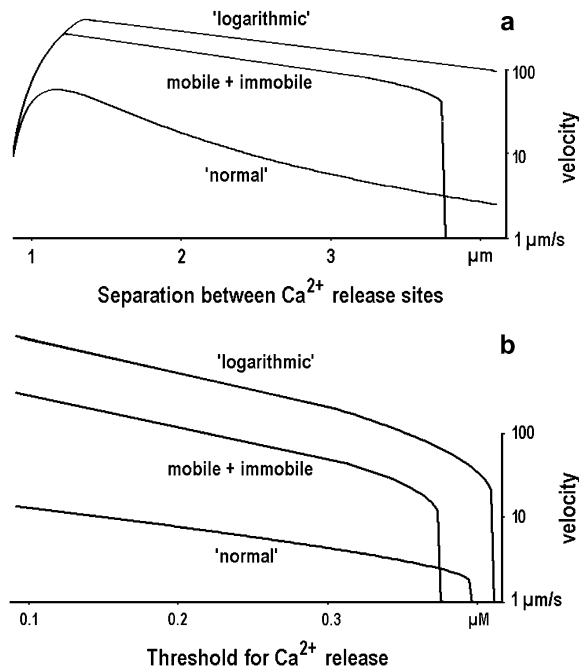 'logarithmic'
a
mobile + immobile
100
10
velocity
'normal'
1 µm/s
1
2
3
µm
Separation between Ca²⁺ release sites
b
'logarithmic'
100
mobile + immobile
10
velocity
'normal'
1 µm/s
0.1
0.2
0.3
µM
Threshold for Ca²⁺ release